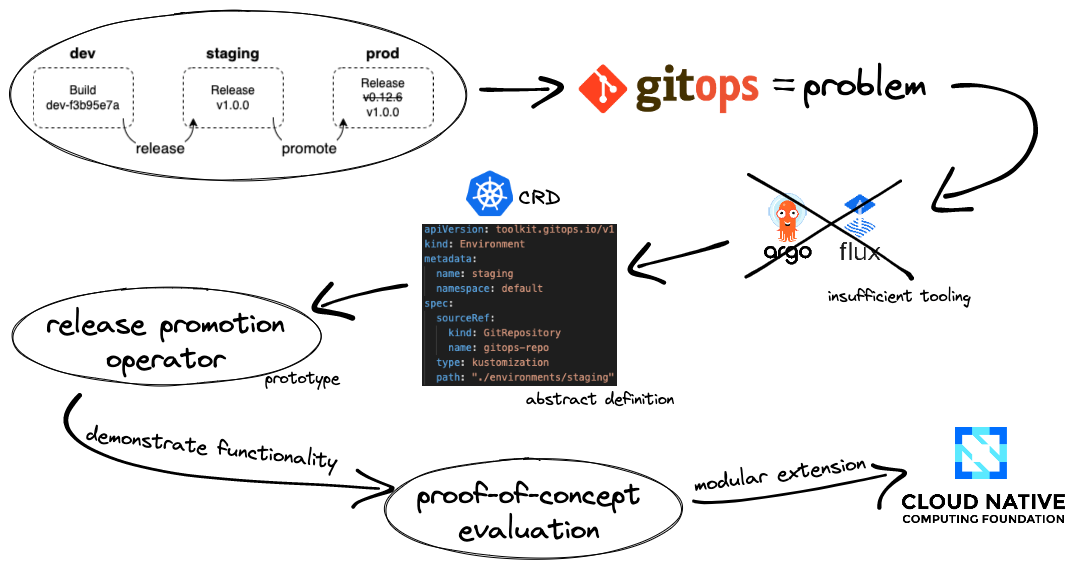 dev
staging
prod
Build
dev-f3b95e7a
Release
v1.0.0
Release
v0.12.6
v1.0.0
release
promote
gitops = problem
argo
flux
insufficient tooling
CRD
apiVersion: toolkit.gitops.io/v1
kind: Environment
metadata:
name: staging
namespace: default
spec:
sourceRef:
kind: GitRepository
name: gitops-repo
type: kustomization
path: "./environments/staging"
abstract definition
release promotion
operator
prototype
demonstrate functionality
proof-of-concept
evaluation
modular extension
CLOUD NATIVE
COMPUTING FOUNDATION